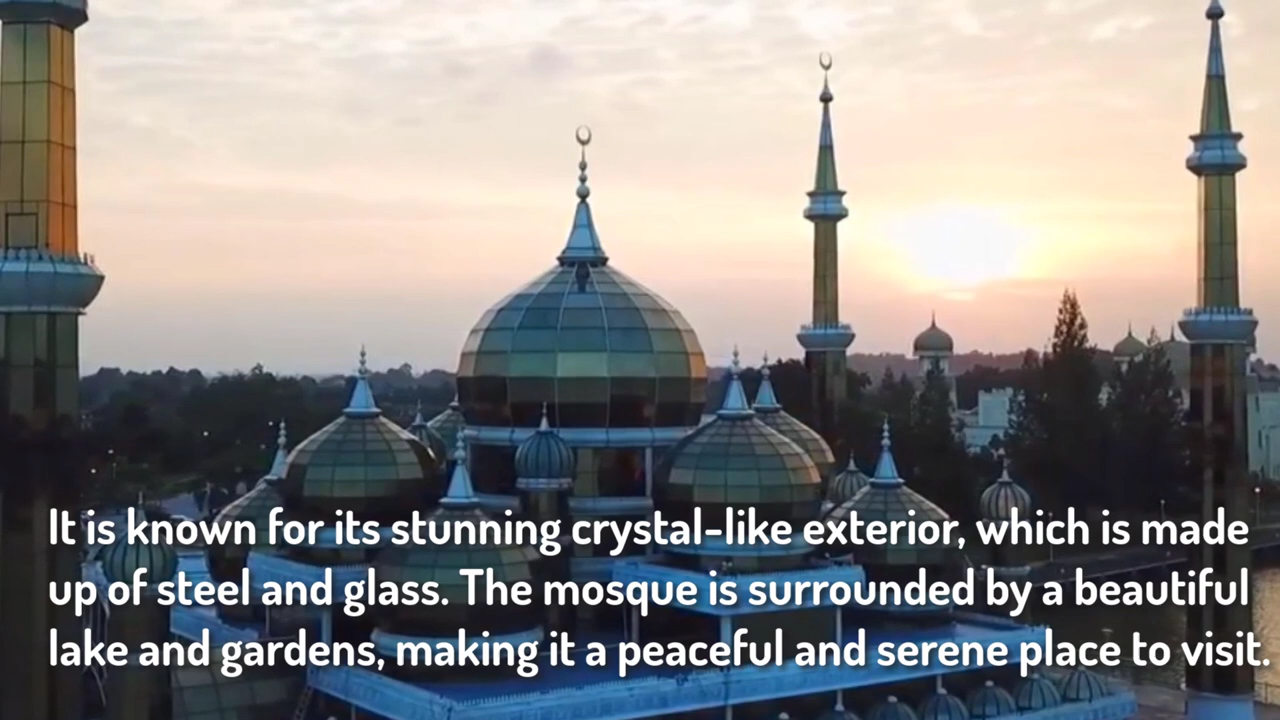 It is known for its stunning crystal-like exterior, which is made
up of steel and glass. The mosque is surrounded by a beautiful
lake and gardens, making it a peaceful and serene place to visit.